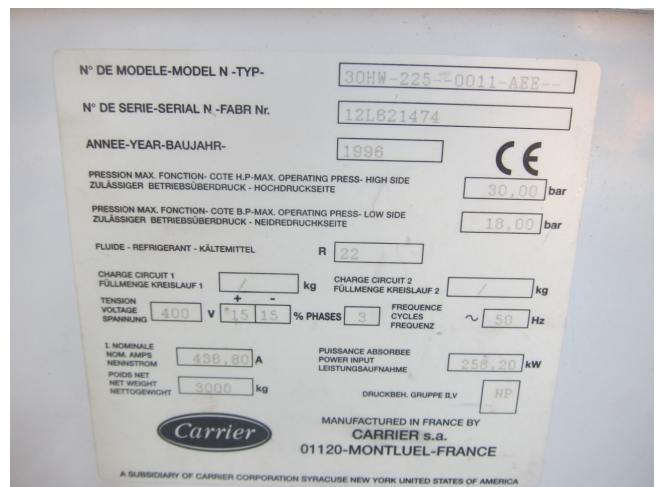 N° DE MODELE-MODEL N -TYP- 30HW-225--0011-AEE--
N° DE SERIE-SERIAL N -FABR Nr. 12L621474
ANNEE-YEAR-BAUJAHR- 1996 CE
PRESSION MAX. FONCTION- COTE H.P-MAX. OPERATING PRESS- HIGH SIDE
ZULÄSSIGER BETRIEBSÜBERDRUCK - HOCHDRUCKSEITE 30,00 bar
PRESSION MAX. FONCTION- COTE B.P-MAX. OPERATING PRESS- LOW SIDE
ZULÄSSIGER BETRIEBSÜBERDRUCK - NEIDREDRUCHKSEITE 18,00 bar
FLUIDE - REFRIGERANT - KÄLTEMITTEL R 22
CHARGE CIRCUIT 1
FÜLLMENGE KREISLAUF 1 / kg
CHARGE CIRCUIT 2
FÜLLMENGE KREISLAUF 2 / kg
TENSION
VOLTAGE
SPANNUNG 400 V + 15 - 15 % PHASES 3
FREQUENCE
CYCLES
FREQUENZ ~ 50 Hz
I. NOMINALE
NOM. AMPS
NENNSTROM 438,80 A
PUISSANCE ABSORBEE
POWER INPUT
LEISTUNGSAUFNAHME 258,20 kW
POIDS NET
NET WEIGHT
NETTOGEWICHT 3000 kg
DRUCKBEH. GRUPPE II,V HP
Carrier
MANUFACTURED IN FRANCE BY
CARRIER s.a.
01120-MONTLUEL-FRANCE
A SUBSIDIARY OF CARRIER CORPORATION SYRACUSE NEW YORK UNITED STATES OF AMERICA